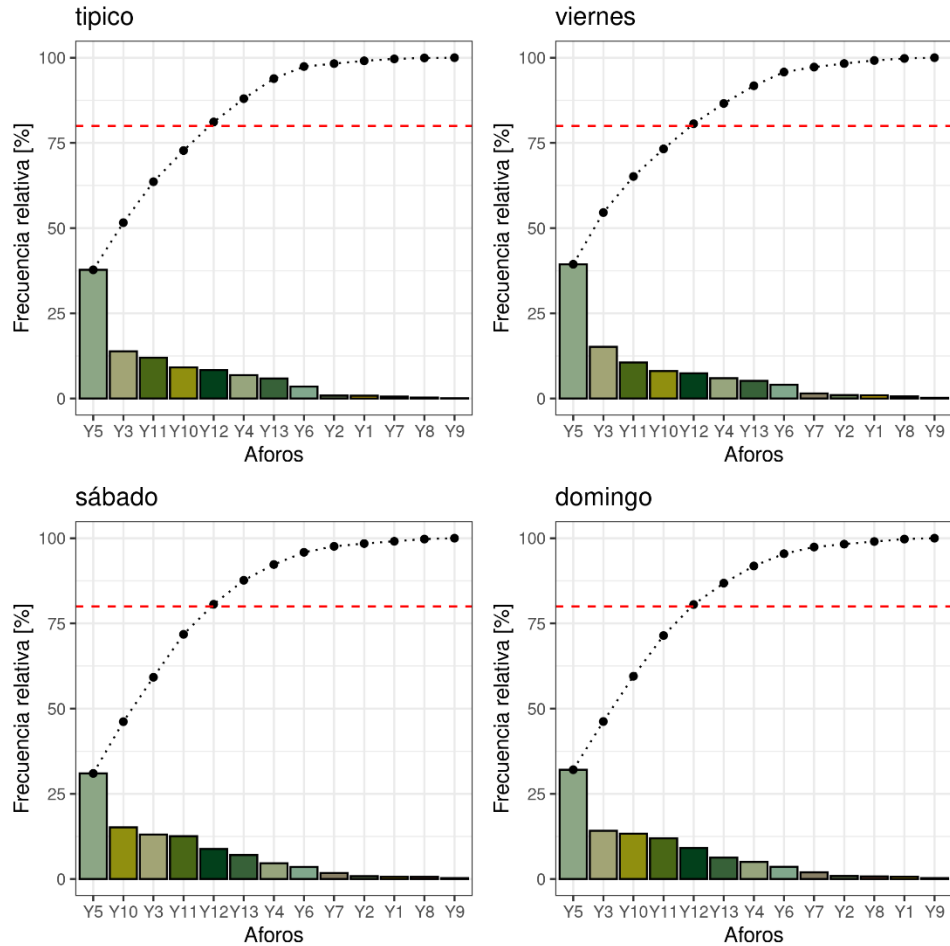 tipico
Frecuencia relativa [%]
100
75
50
25
0
Y5 Y3 Y11 Y10 Y12 Y4 Y13 Y6 Y2 Y1 Y7 Y8 Y9
Aforos
viernes
Frecuencia relativa [%]
100
75
50
25
0
Y5 Y3 Y11 Y10 Y12 Y4 Y13 Y6 Y7 Y2 Y1 Y8 Y9
Aforos
sábado
Frecuencia relativa [%]
100
75
50
25
0
Y5 Y10 Y3 Y11 Y12 Y13 Y4 Y6 Y7 Y2 Y1 Y8 Y9
Aforos
domingo
Frecuencia relativa [%]
100
75
50
25
0
Y5 Y3 Y10 Y11 Y12 Y13 Y4 Y6 Y7 Y2 Y8 Y1 Y9
Aforos